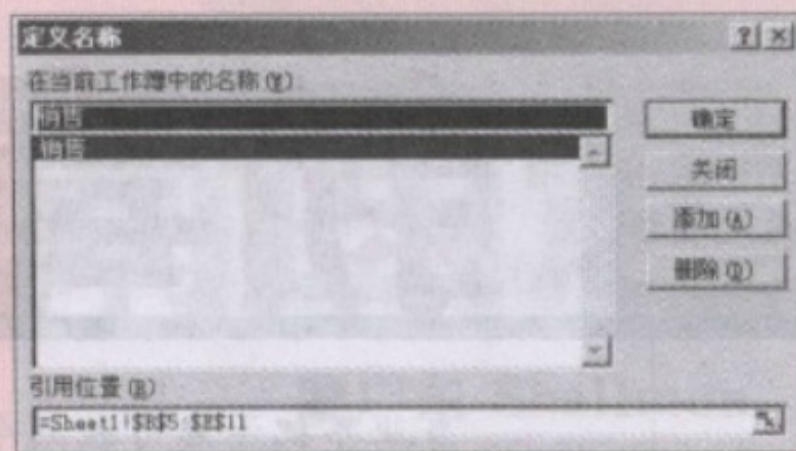 定义名称
在当前工作簿中的名称(W):
销售
销售
确定
关闭
添加(A)
删除(D)
引用位置(R)
=Sheet1!$B$5:$E$11